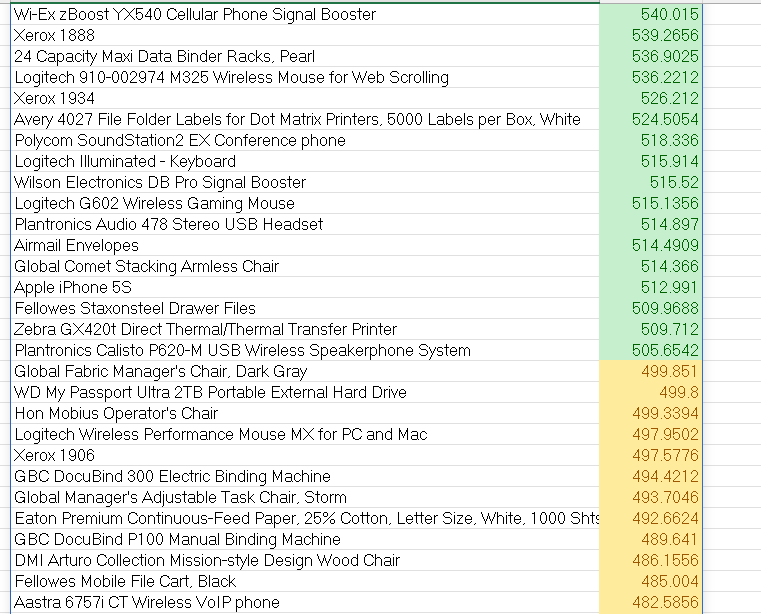 Wi-Ex zBoost YX540 Cellular Phone Signal Booster 540.015
Xerox 1888 539.2656
24 Capacity Maxi Data Binder Racks, Pearl 536.9025
Logitech 910-002974 M325 Wireless Mouse for Web Scrolling 536.2212
Xerox 1934 526.212
Avery 4027 File Folder Labels for Dot Matrix Printers, 5000 Labels per Box, White 524.5054
Polycom SoundStation2 EX Conference phone 518.336
Logitech Illuminated - Keyboard 515.914
Wilson Electronics DB Pro Signal Booster 515.52
Logitech G602 Wireless Gaming Mouse 515.1356
Plantronics Audio 478 Stereo USB Headset 514.897
Airmail Envelopes 514.4909
Global Comet Stacking Armless Chair 514.366
Apple iPhone 5S 512.991
Fellowes Staxonsteel Drawer Files 509.9688
Zebra GX420t Direct Thermal/Thermal Transfer Printer 509.712
Plantronics Calisto P620-M USB Wireless Speakerphone System 505.6542
Global Fabric Manager's Chair, Dark Gray 499.851
WD My Passport Ultra 2TB Portable External Hard Drive 499.8
Hon Mobius Operator's Chair 499.3394
Logitech Wireless Performance Mouse MX for PC and Mac 497.9502
Xerox 1906 497.5776
GBC DocuBind 300 Electric Binding Machine 494.4212
Global Manager's Adjustable Task Chair, Storm 493.7046
Eaton Premium Continuous-Feed Paper, 25% Cotton, Letter Size, White, 1000 Shts 492.6624
GBC DocuBind P100 Manual Binding Machine 489.641
DMI Arturo Collection Mission-style Design Wood Chair 486.1556
Fellowes Mobile File Cart, Black 485.004
Aastra 6757i CT Wireless VoIP phone 482.5856